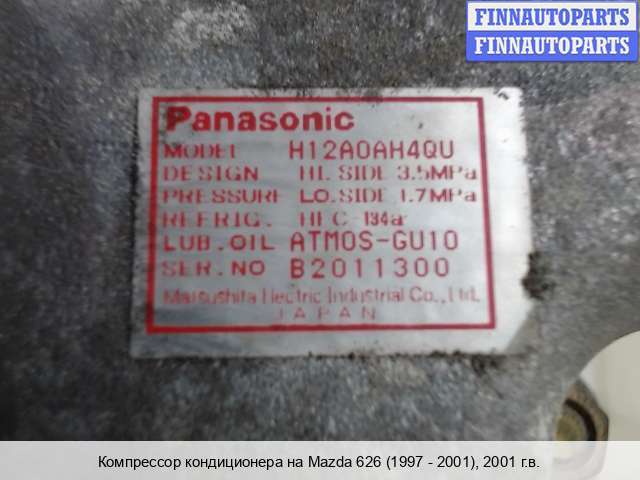 FINNAUTOPARTS
FINNAUTOPARTS
Panasonic
MODEL H12A0AH4QU
DESIGN HI.SIDE 3.5MPa
PRESSURE LO.SIDE 1.7MPa
REFRIG. HFC-134a
LUB.OIL ATMOS-GU10
SER.NO B2011300
Matsushita Electric Industrial Co., Ltd.
JAPAN
Компрессор кондиционера на Mazda 626 (1997 - 2001), 2001 г.в.